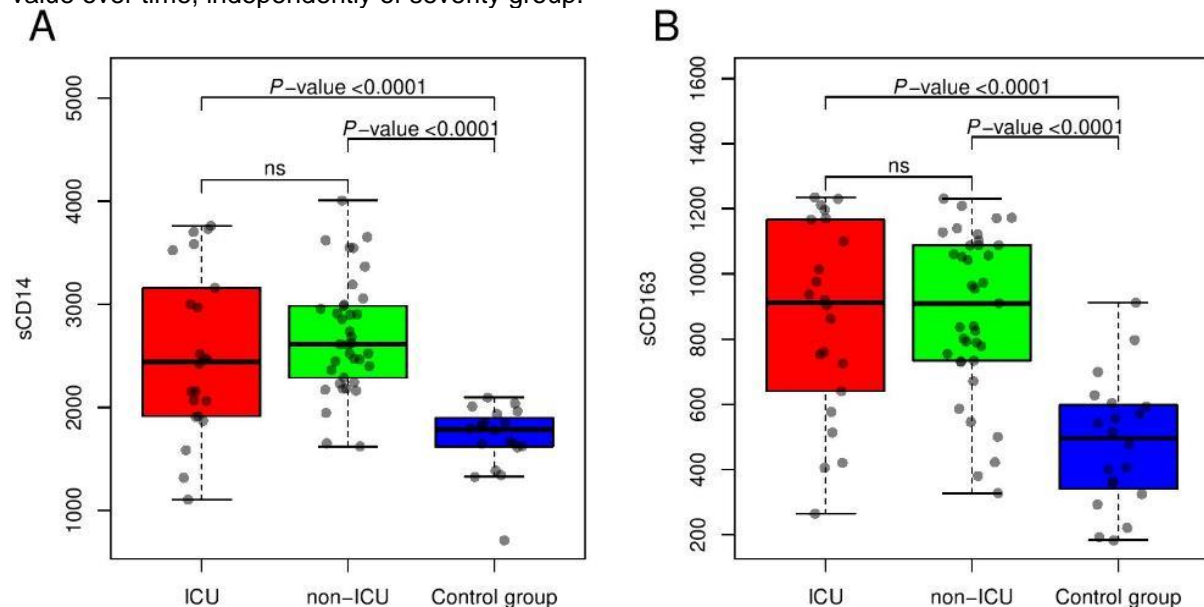 value over time, independently of severity group.
A
B
P-value <0.0001
P-value <0.0001
ns
sCD14
1000 2000 3000 4000 5000
ICU non-ICU Control group
P-value <0.0001
P-value <0.0001
ns
sCD163
200 400 600 800 1000 1200 1400 1600
ICU non-ICU Control group